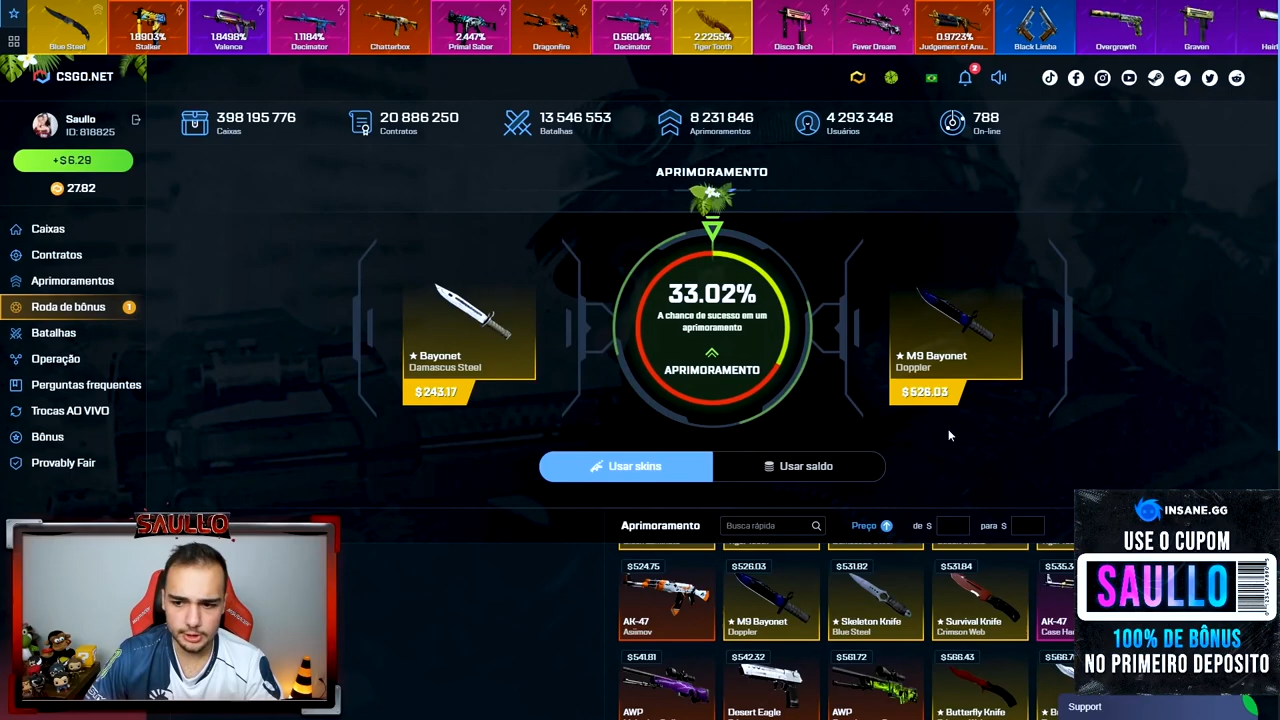 Blue Steel
1.8903%
Stalker
1.8498%
Valence
1.1184%
Decimator
Chatterbox
2.447%
Primal Saber
Dragonfire
0.5604%
Decimator
2.2255%
Tiger Tooth
Disco Tech
Fever Dream
0.9723%
Judgement of Anu...
Black Limba
Overgrowth
Graven
CSGO.NET
2
Saullo
ID: 818825
398 195 776
Caixas
20 886 250
Contratos
13 546 553
Batalhas
8 231 846
Aprimoramentos
4 293 348
Usuários
788
On-line
+$6.29
27.82
APRIMORAMENTO
Caixas
Contratos
Aprimoramentos
Roda de bônus 1
Batalhas
Operação
Perguntas frequentes
Trocas AO VIVO
Bônus
Provably Fair
★ Bayonet
Damascus Steel
$243.17
33.02%
A chance de sucesso em um
aprimoramento
APRIMORAMENTO
★ M9 Bayonet
Doppler
$526.03
Usar skins
Usar saldo
Aprimoramento
Busca rápida
Preço
de $
para $
$524.75
AK-47
Asiimov
$526.03
★ M9 Bayonet
Doppler
$531.82
★ Skeleton Knife
Blue Steel
$531.84
★ Survival Knife
Crimson Web
AK-47
$541.61
AWP
$542.32
Desert Eagle
$561.72
AWP
$566.43
★ Butterfly Knife
SAULLO
INSANE.GG
USE O CUPOM
SAULLO
100% DE BÔNUS
NO PRIMEIRO DEPOSITO
Support